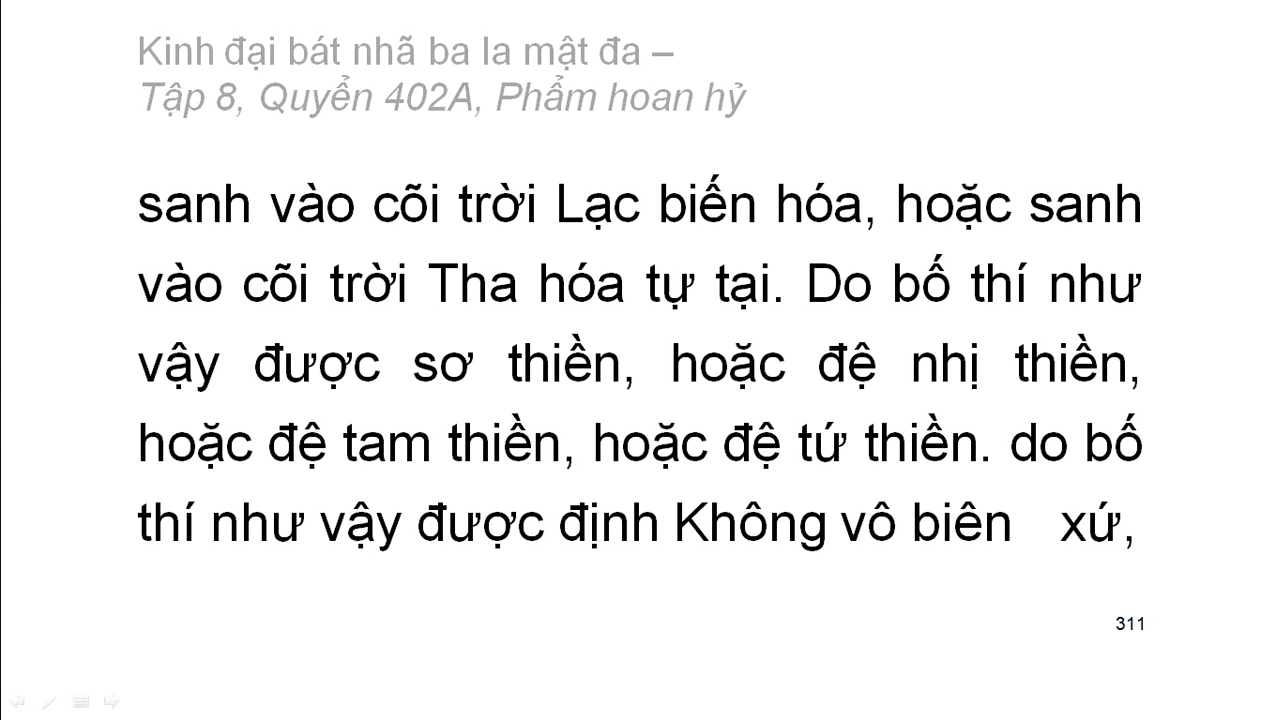 Kinh đại bát nhã ba la mật đa –
Tập 8, Quyển 402A, Phẩm hoan hỷ
sanh vào cõi trời Lạc biến hóa, hoặc sanh
vào cõi trời Tha hóa tự tại. Do bố thí như
vậy được sơ thiền, hoặc đệ nhị thiền,
hoặc đệ tam thiền, hoặc đệ tứ thiền. do bố
thí như vậy được định Không vô biên xứ,
311